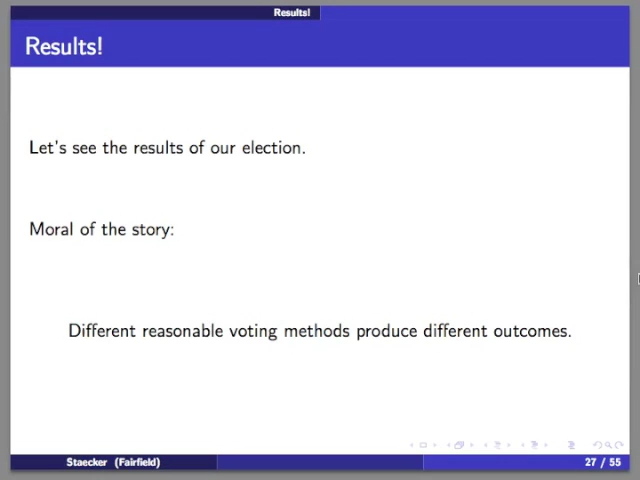 Results!
Results!
Let's see the results of our election.
Moral of the story:
Different reasonable voting methods produce different outcomes.
Staecker (Fairfield)
27 / 55